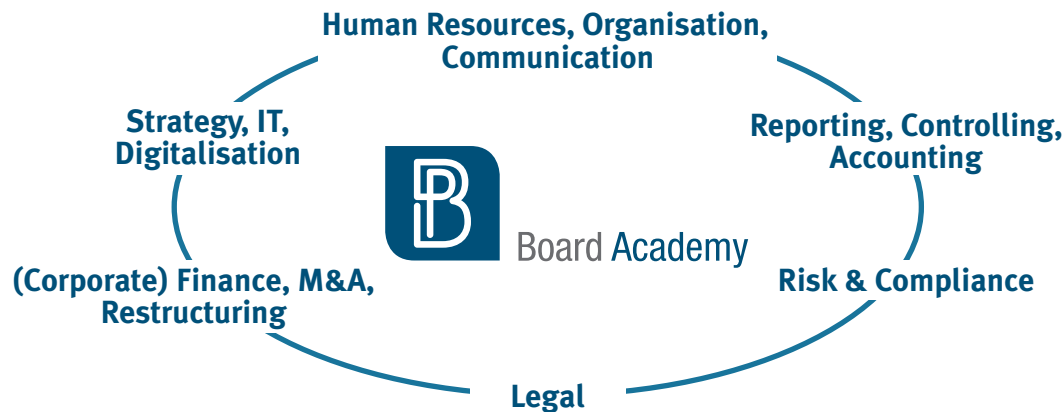 Human Resources, Organisation,
Communication
Strategy, IT,
Digitalisation
Reporting, Controlling,
Accounting
Board Academy
(Corporate) Finance, M&A,
Restructuring
Risk & Compliance
Legal